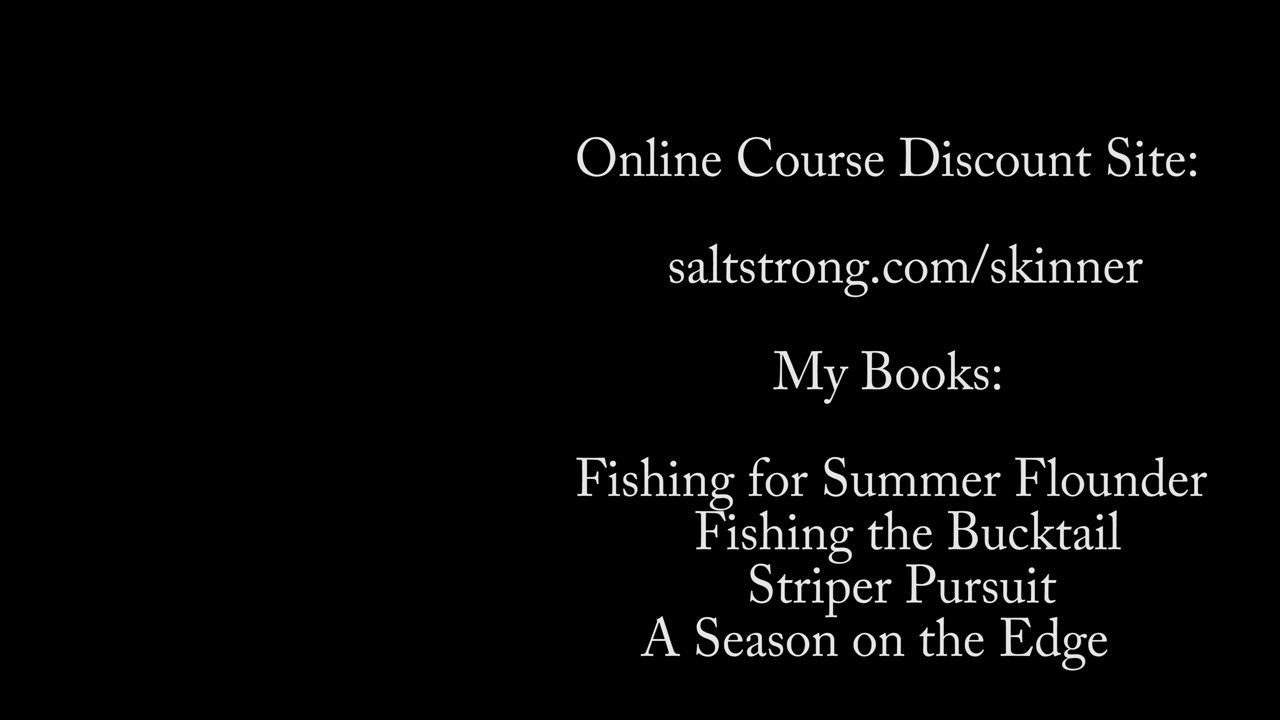 Online Course Discount Site:
saltstrong.com/skinner
My Books:
Fishing for Summer Flounder
Fishing the Bucktail
Striper Pursuit
A Season on the Edge